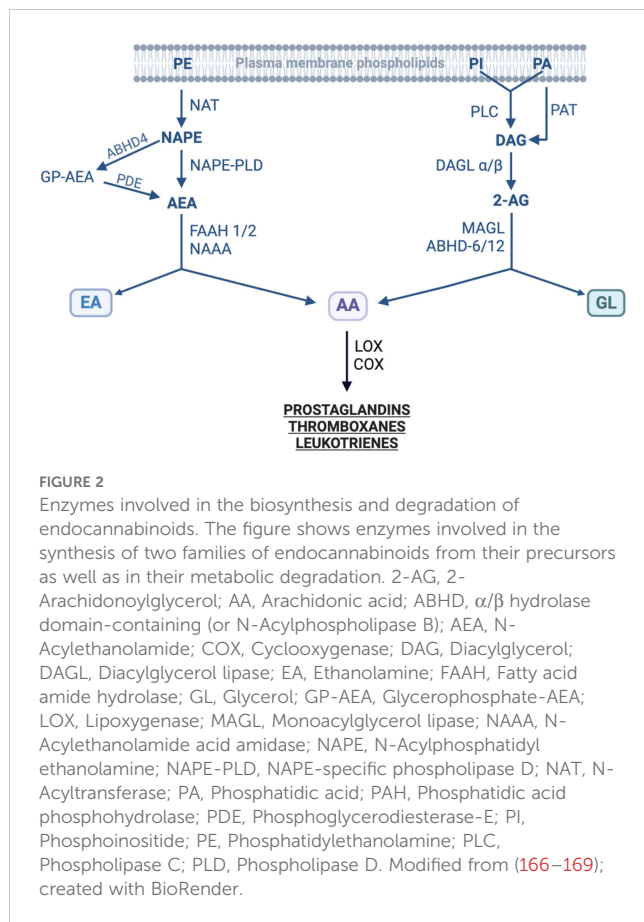 Plasma membrane phospholipids
PE
PI
PA
NAT
PLC
PAT
NAPE
DAG
ABHD4
GP-AEA
PDE
NAPE-PLD
DAGL α/β
AEA
2-AG
FAAH 1/2
NAAA
MAGL
ABHD-6/12
EA
AA
GL
LOX
COX
PROSTAGLANDINS
THROMBOXANES
LEUKOTRIENES
FIGURE 2
Enzymes involved in the biosynthesis and degradation of
endocannabinoids. The figure shows enzymes involved in the
synthesis of two families of endocannabinoids from their precursors
as well as in their metabolic degradation. 2-AG, 2-
Arachidonoylglycerol; AA, Arachidonic acid; ABHD, α/β hydrolase
domain-containing (or N-Acylphospholipase B); AEA, N-
Acylethanolamide; COX, Cyclooxygenase; DAG, Diacylglycerol;
DAGL, Diacylglycerol lipase; EA, Ethanolamine; FAAH, Fatty acid
amide hydrolase; GL, Glycerol; GP-AEA, Glycerophosphate-AEA;
LOX, Lipoxygenase; MAGL, Monoacylglycerol lipase; NAAA, N-
Acylethanolamide acid amidase; NAPE, N-Acylphosphatidyl
ethanolamine; NAPE-PLD, NAPE-specific phospholipase D; NAT, N-
Acyltransferase; PA, Phosphatidic acid; PAH, Phosphatidic acid
phosphohydrolase; PDE, Phosphoglycerodiesterase-E; PI,
Phosphoinositide; PE, Phosphatidylethanolamine; PLC,
Phospholipase C; PLD, Phospholipase D. Modified from (166–169);
created with BioRender.